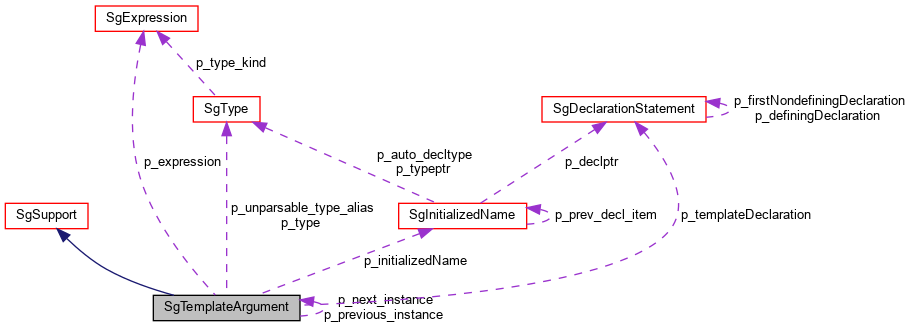 SgExpression
p_type_kind
SgType
SgDeclarationStatement
p_firstNondefiningDeclaration
p_definingDeclaration
p_expression
p_auto_decltype
p_typeptr
p_declptr
SgSupport
p_unparsable_type_alias
p_type
SgInitializedName
p_prev_decl_item
p_templateDeclaration
p_initializedName
SgTemplateArgument
p_next_instance
p_previous_instance